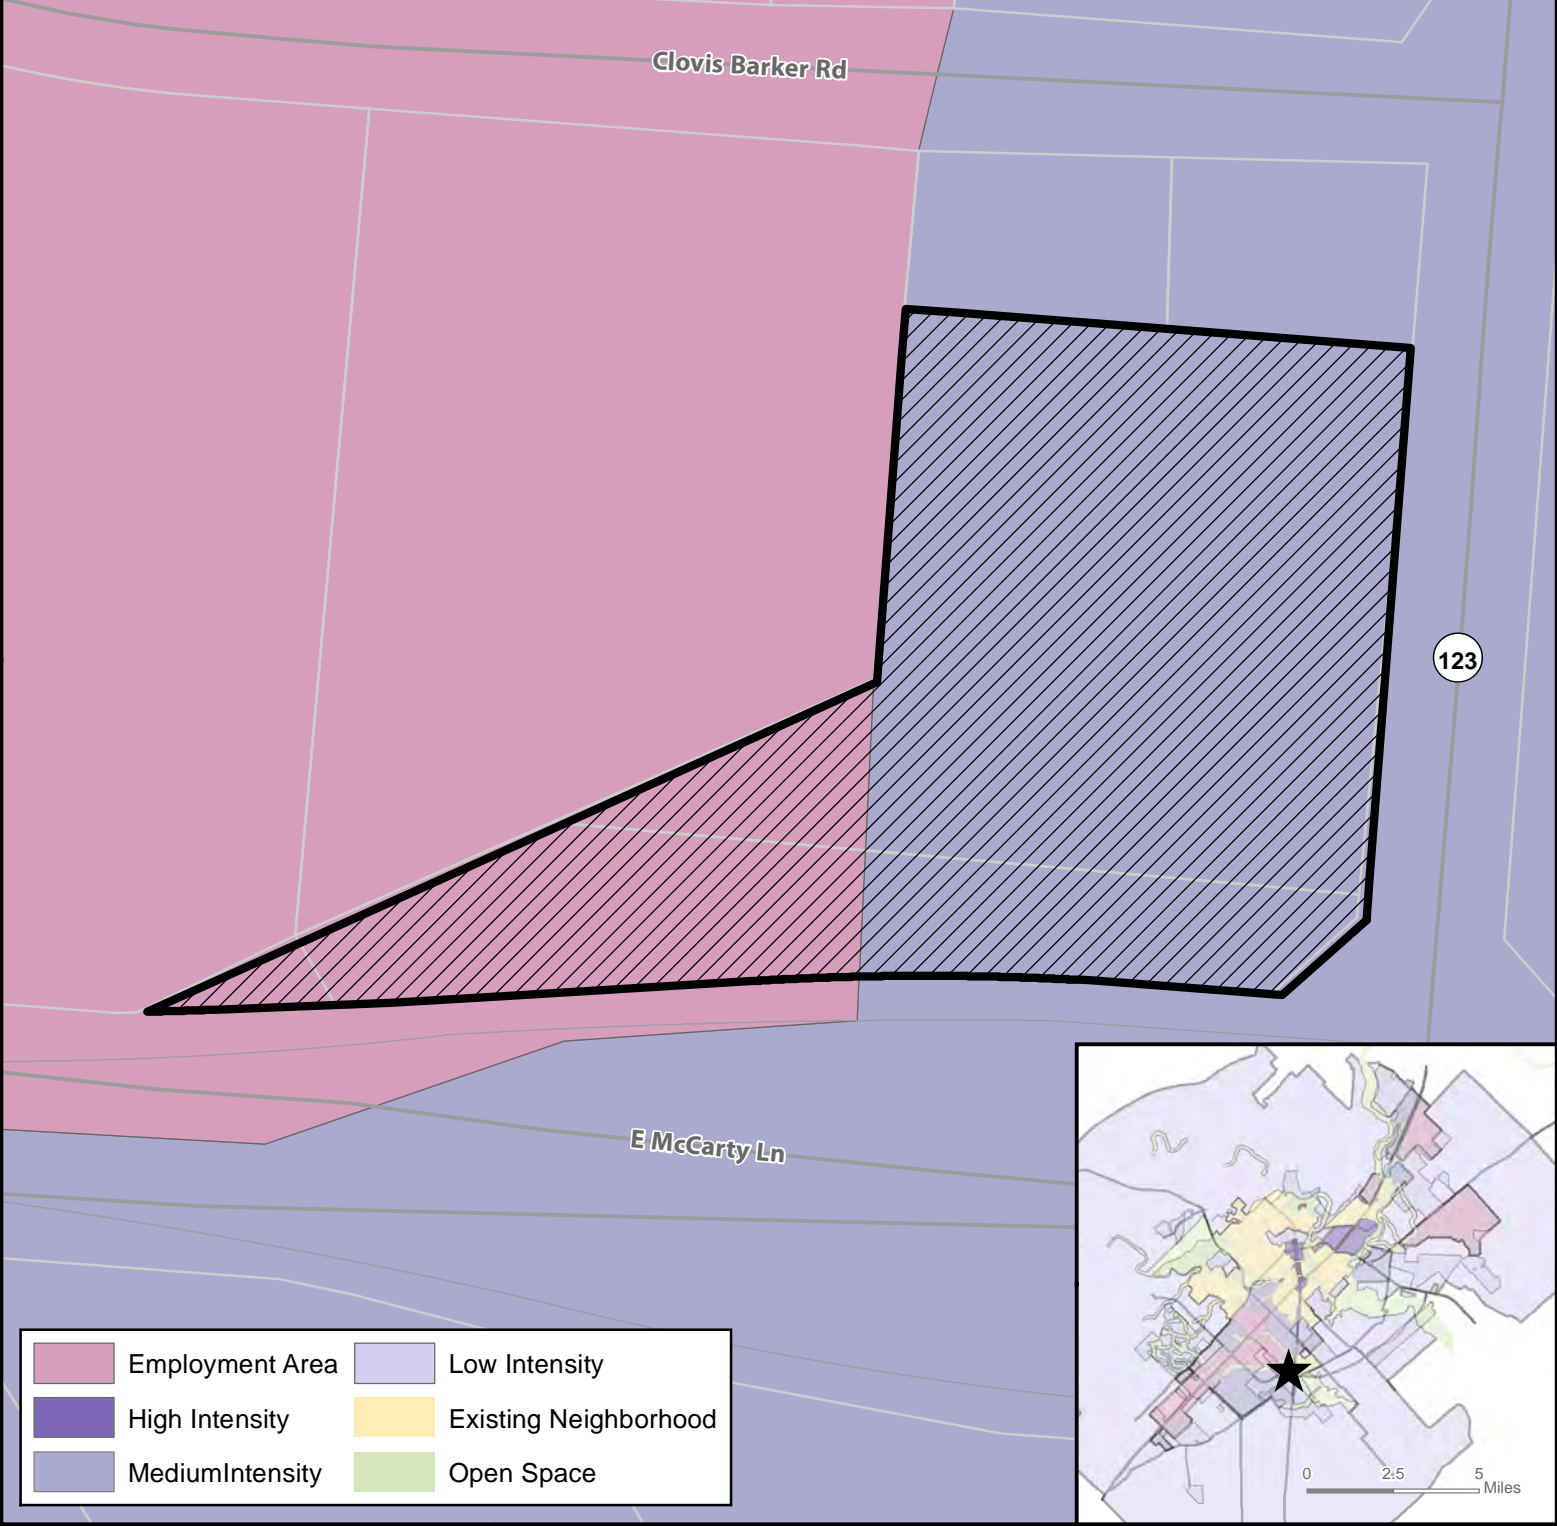 Clovis Barker Rd
123
E McCarty Ln
Employment Area
Low Intensity
High Intensity
Existing Neighborhood
MediumIntensity
Open Space
0 2.5 5
Miles